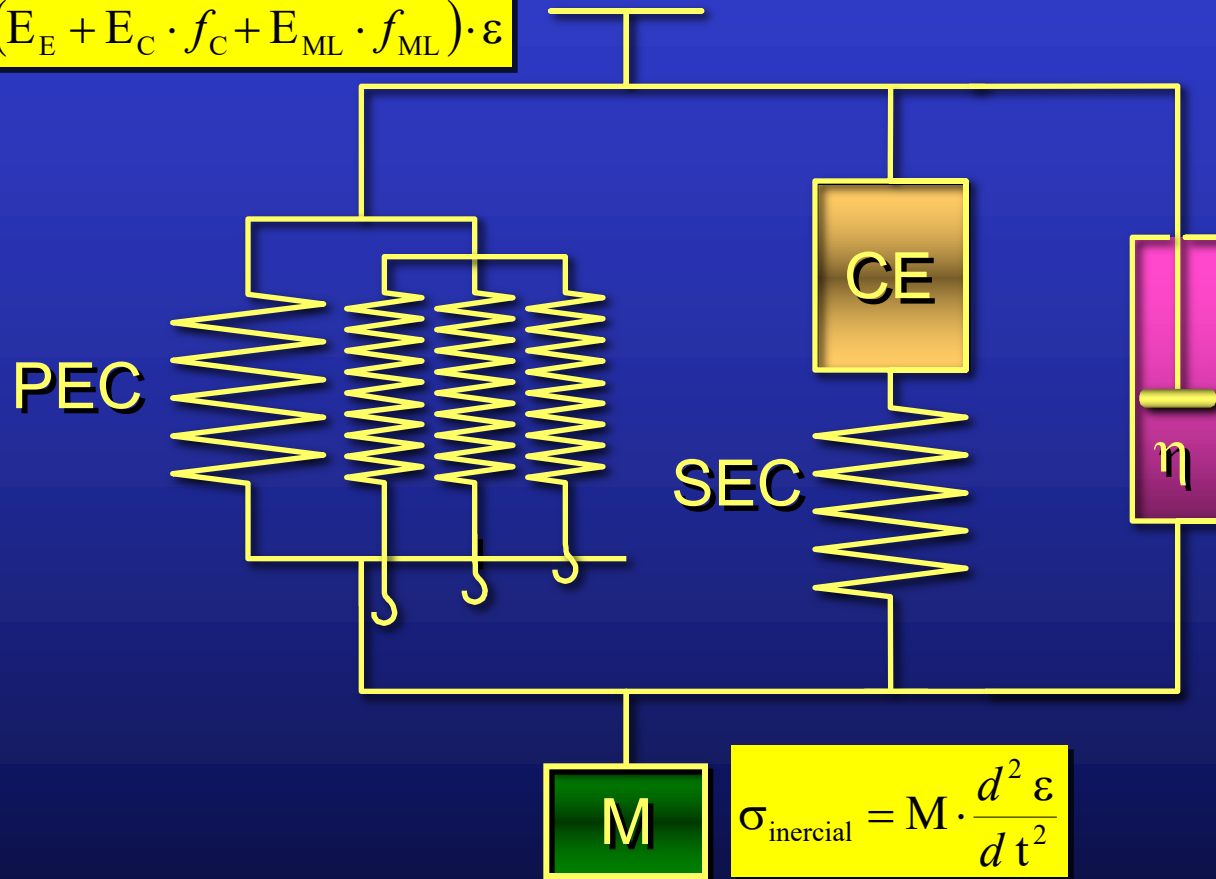 (E_E + E_C · f_C + E_ML · f_ML) · ε
CE
PEC
SEC
η
M
σ_inercial = M · d² ε / d t²